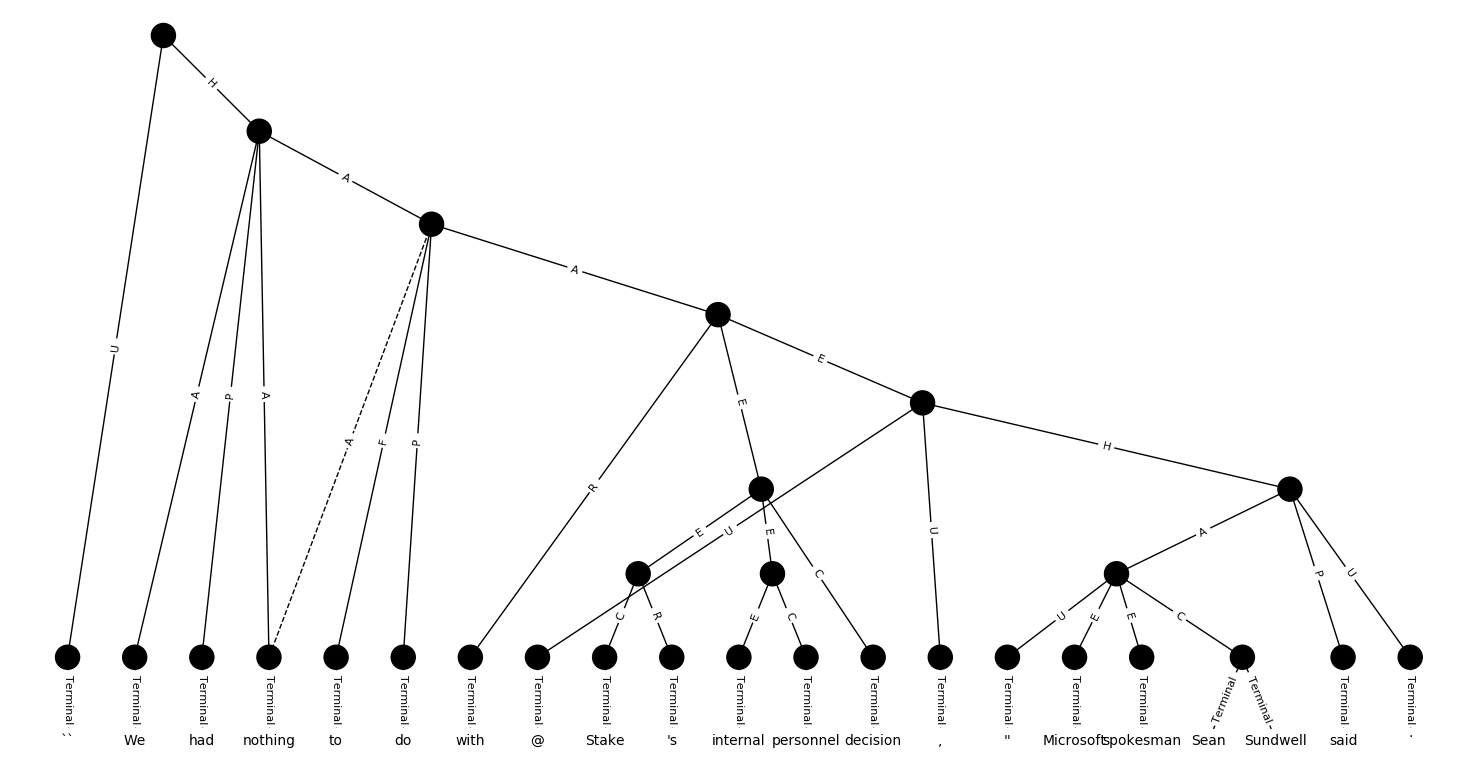 H
A
A
U
A
P
A
A
F
P
E
E
H
R
E
U
E
C
U
A
P
U
C
R
E
C
U
E
E
C
Terminal Terminal Terminal Terminal Terminal Terminal Terminal Terminal Terminal Terminal Terminal Terminal Terminal Terminal Terminal Terminal Terminal Terminal Terminal Terminal Terminal
`` We had nothing to do with @ Stake 's internal personnel decision , " Microsoft spokesman Sean Sundwell said .